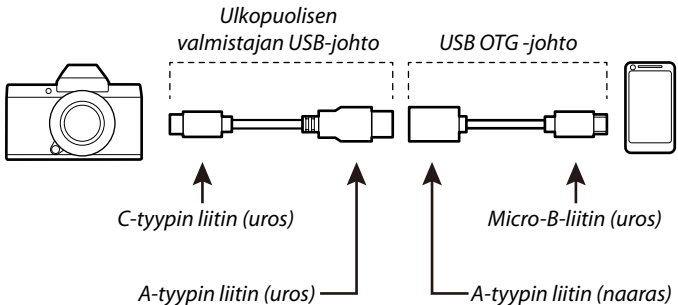 Ulkopuolisen
valmistajan USB-johto
USB OTG -johto
C-tyypin liitin (uros)
Micro-B-liitin (uros)
A-tyypin liitin (uros)
A-tyypin liitin (naaras)